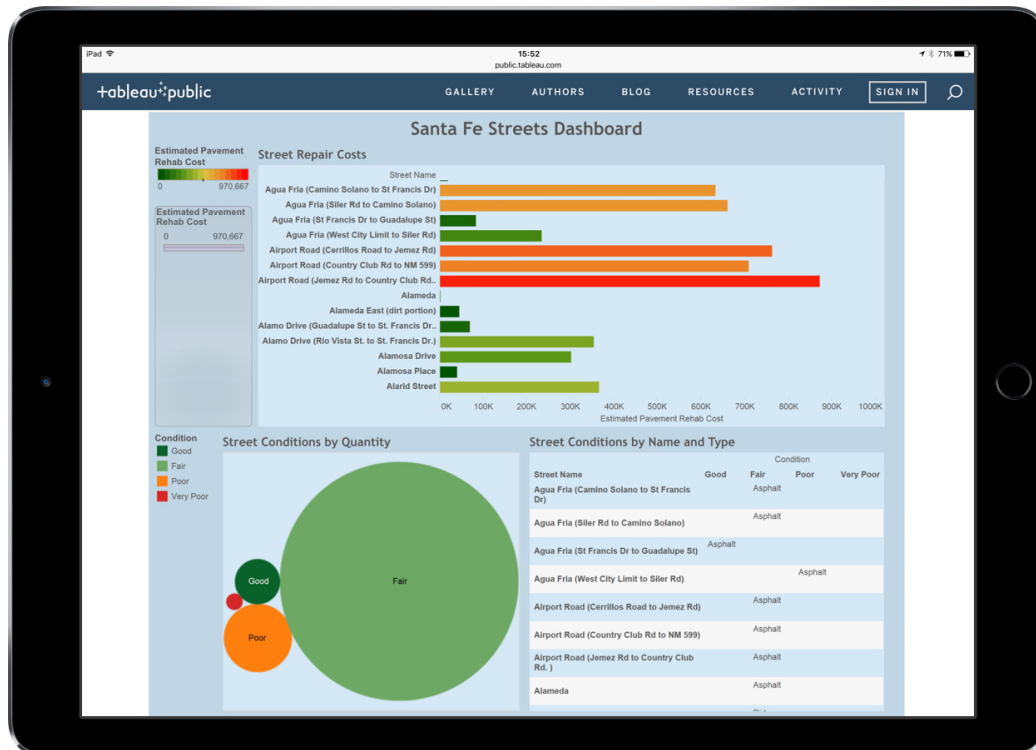 iPad
15:52
71%
public.tableau.com
+ableau public
GALLERY
AUTHORS
BLOG
RESOURCES
ACTIVITY
SIGN IN
Santa Fe Streets Dashboard
Estimated Pavement
Rehab Cost
0 970,667
Estimated Pavement
Rehab Cost
0 970,667
Street Repair Costs
Street Name
Agua Fria (Camino Solano to St Francis Dr)
Agua Fria (Siler Rd to Camino Solano)
Agua Fria (St Francis Dr to Guadalupe St)
Agua Fria (West City Limit to Siler Rd)
Airport Road (Cerrillos Road to Jemez Rd)
Airport Road (Country Club Rd to NM 599)
Airport Road (Jemez Rd to Country Club Rd..
Alameda
Alameda East (dirt portion)
Alamo Drive (Guadalupe St to St. Francis Dr..
Alamo Drive (Rio Vista St. to St. Francis Dr.)
Alamosa Drive
Alamosa Place
Alarid Street
0K 100K 200K 300K 400K 500K 600K 700K 800K 900K 1000K
Estimated Pavement Rehab Cost
Condition
Good
Fair
Poor
Very Poor
Street Conditions by Quantity
Good
Fair
Poor
Street Conditions by Name and Type
Condition
Street Name Good Fair Poor Very Poor
Agua Fria (Camino Solano to St Francis
Dr)
Asphalt
Agua Fria (Siler Rd to Camino Solano) Asphalt
Agua Fria (St Francis Dr to Guadalupe St) Asphalt
Agua Fria (West City Limit to Siler Rd) Asphalt
Airport Road (Cerrillos Road to Jemez Rd) Asphalt
Airport Road (Country Club Rd to NM 599) Asphalt
Airport Road (Jemez Rd to Country Club
Rd. )
Asphalt
Alameda Asphalt